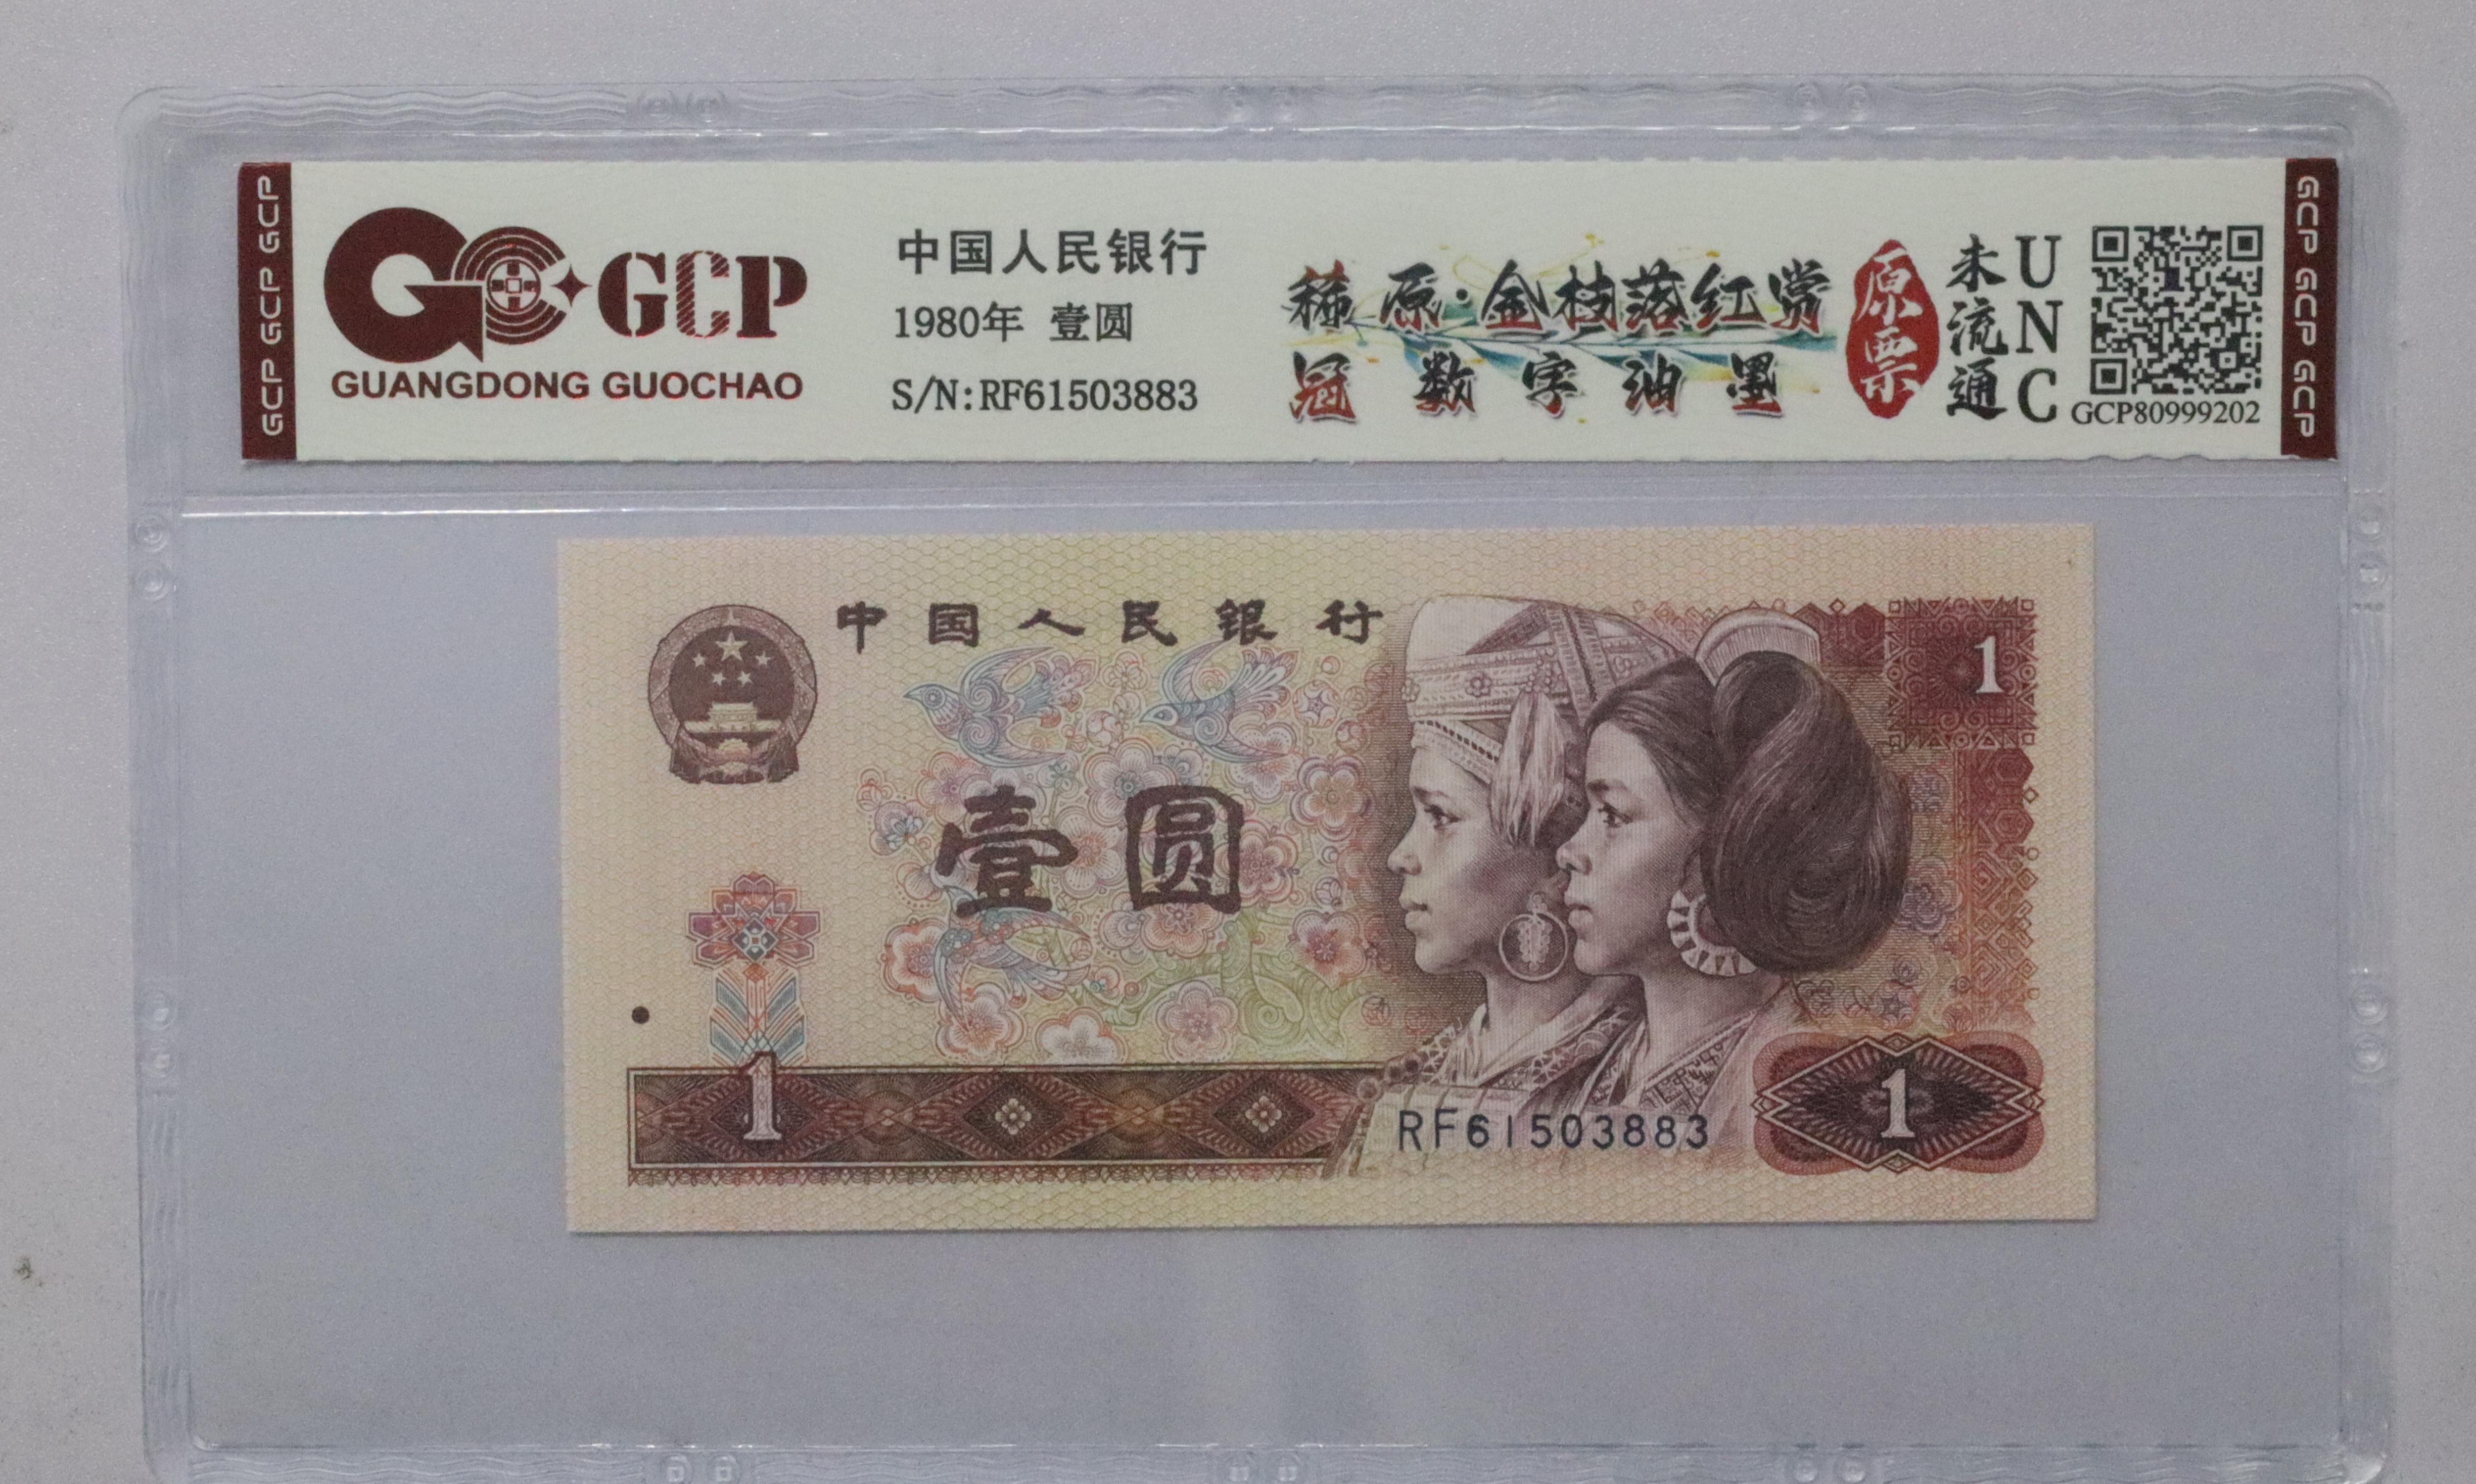 GCP GCP GCP
GCP
GUANGDONG GUOCHAO
中国人民银行
1980年 壹圆
S/N:RF61503883
稀原·金枝落红赏
冠数字油墨
原票
未流通
UNC
GCP80999202
GCP GCP GCP
中国人民银行
1
壹圆
1
1
RF61503883